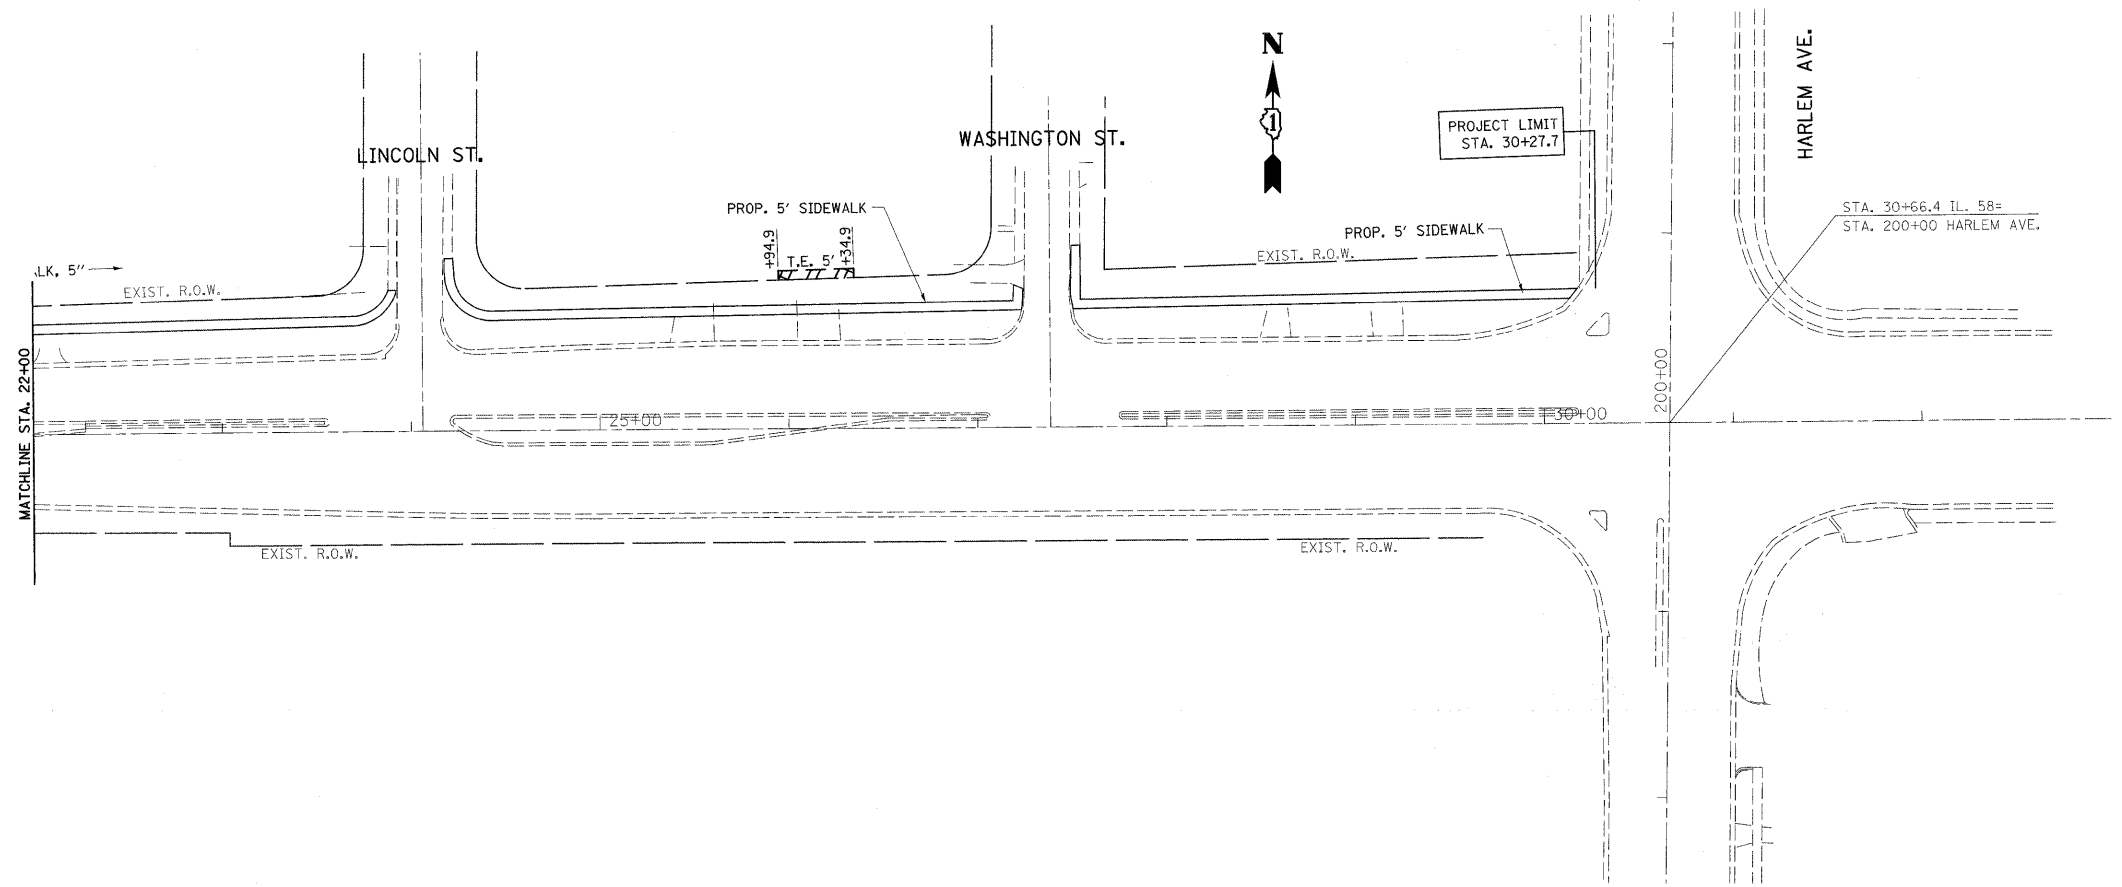 N
1
HARLEM AVE.
PROJECT LIMIT
STA. 30+27.7
WASHINGTON ST.
LINCOLN ST.
PROP. 5' SIDEWALK
STA. 30+66.4 IL. 58=
STA. 200+00 HARLEM AVE.
PROP. 5' SIDEWALK
+94.9
T.E. 5'
+34.9
EXIST. R.O.W.
LK, 5"
EXIST. R.O.W.
MATCHLINE STA. 22+00
200+00
25+00
30+00
EXIST. R.O.W.
EXIST. R.O.W.